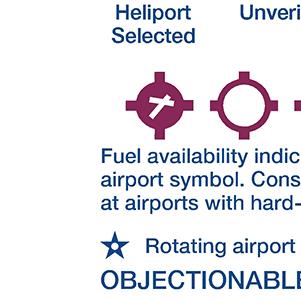 Heliport Unveri
Selected
Fuel availability indic
airport symbol. Cons
at airports with hard-
Rotating airport
OBJECTIONABLE